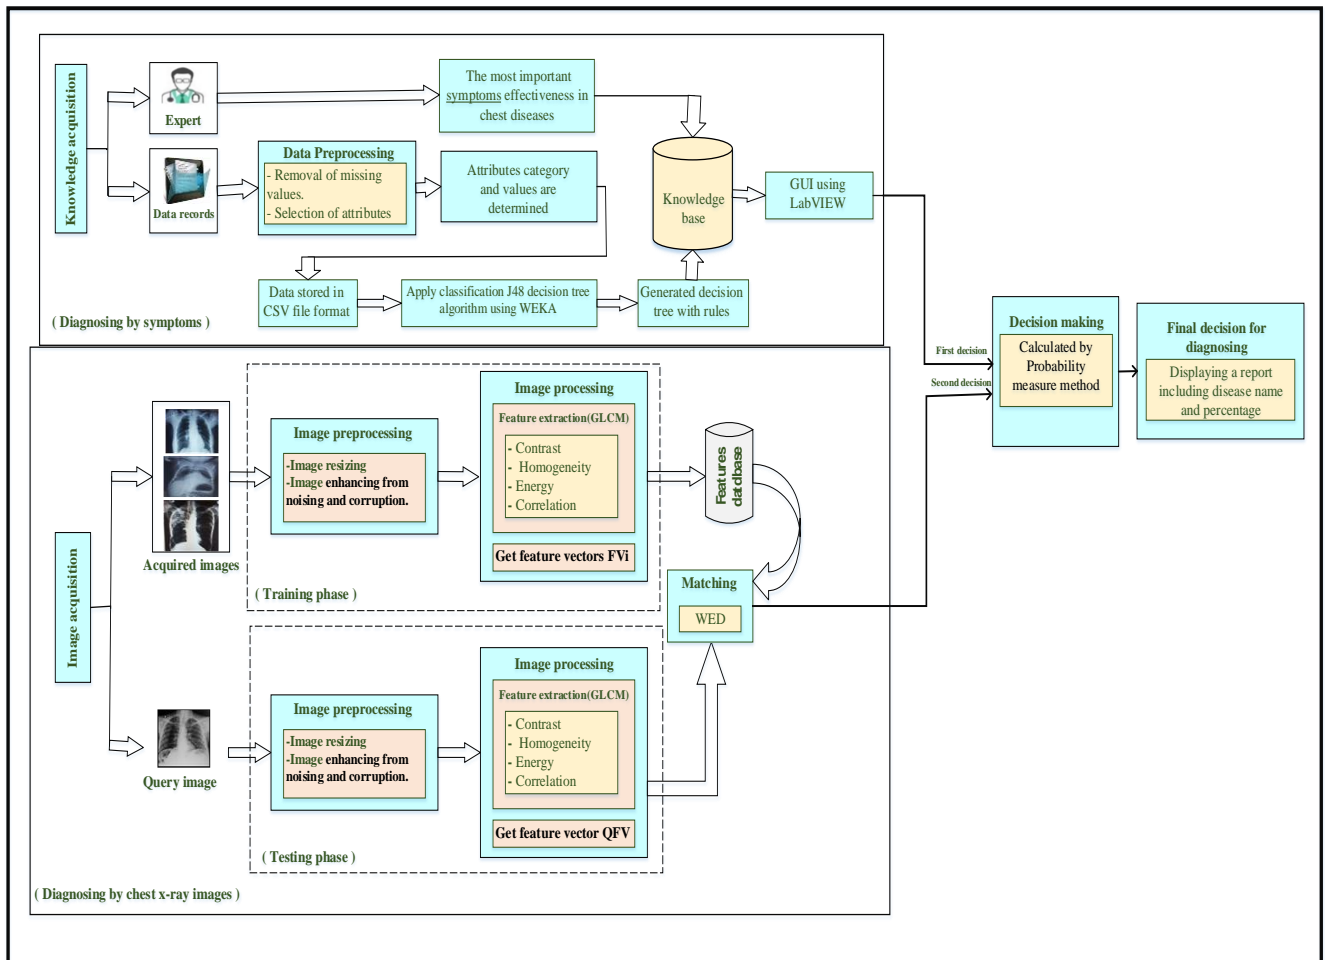 Knowledge acquisition
Expert
Data records
The most important
symptoms effectiveness in
chest diseases
Data Preprocessing
- Removal of missing
values.
- Selection of attributes
Attributes category
and values are
determined
Knowledge
base
GUI using
LabVIEW
Data stored in
CSV file format
Apply classification J48 decision tree
algorithm using WEKA
Generated decision
tree with rules
( Diagnosing by symptoms )
First decision
Second decision
Decision making
Calculated by
Probability
measure method
Final decision for
diagnosing
Displaying a report
including disease name
and percentage
Image acquisition
Acquired images
Image preprocessing
-Image resizing
-Image enhancing from
noising and corruption.
Image processing
Feature extraction(GLCM)
- Contrast
- Homogeneity
- Energy
- Correlation
Get feature vectors FVi
( Training phase )
Features
datdbase
Matching
WED
Query image
Image preprocessing
-Image resizing
-Image enhancing from
noising and corruption.
Image processing
Feature extraction(GLCM)
- Contrast
- Homogeneity
- Energy
- Correlation
Get feature vector QFV
( Testing phase )
( Diagnosing by chest x-ray images )